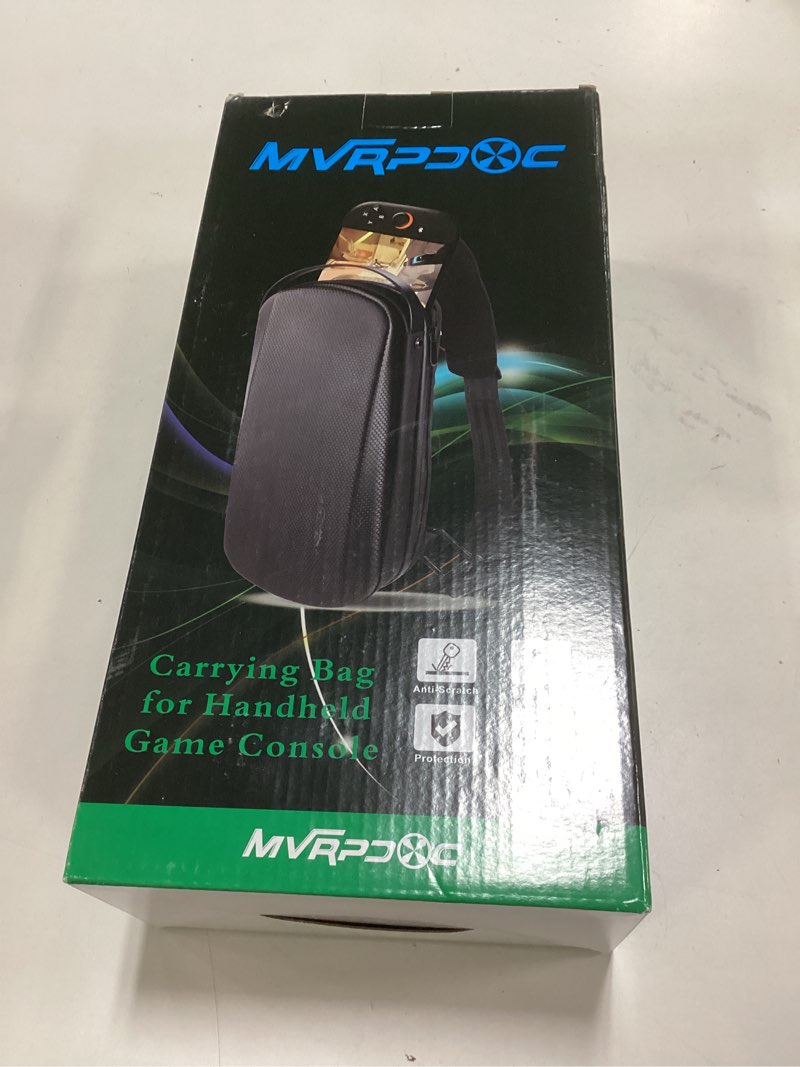 MVRPDOC
Carrying Bag
for Handheld
Game Console
Anti-Scratch
Protection
MVRPDOC